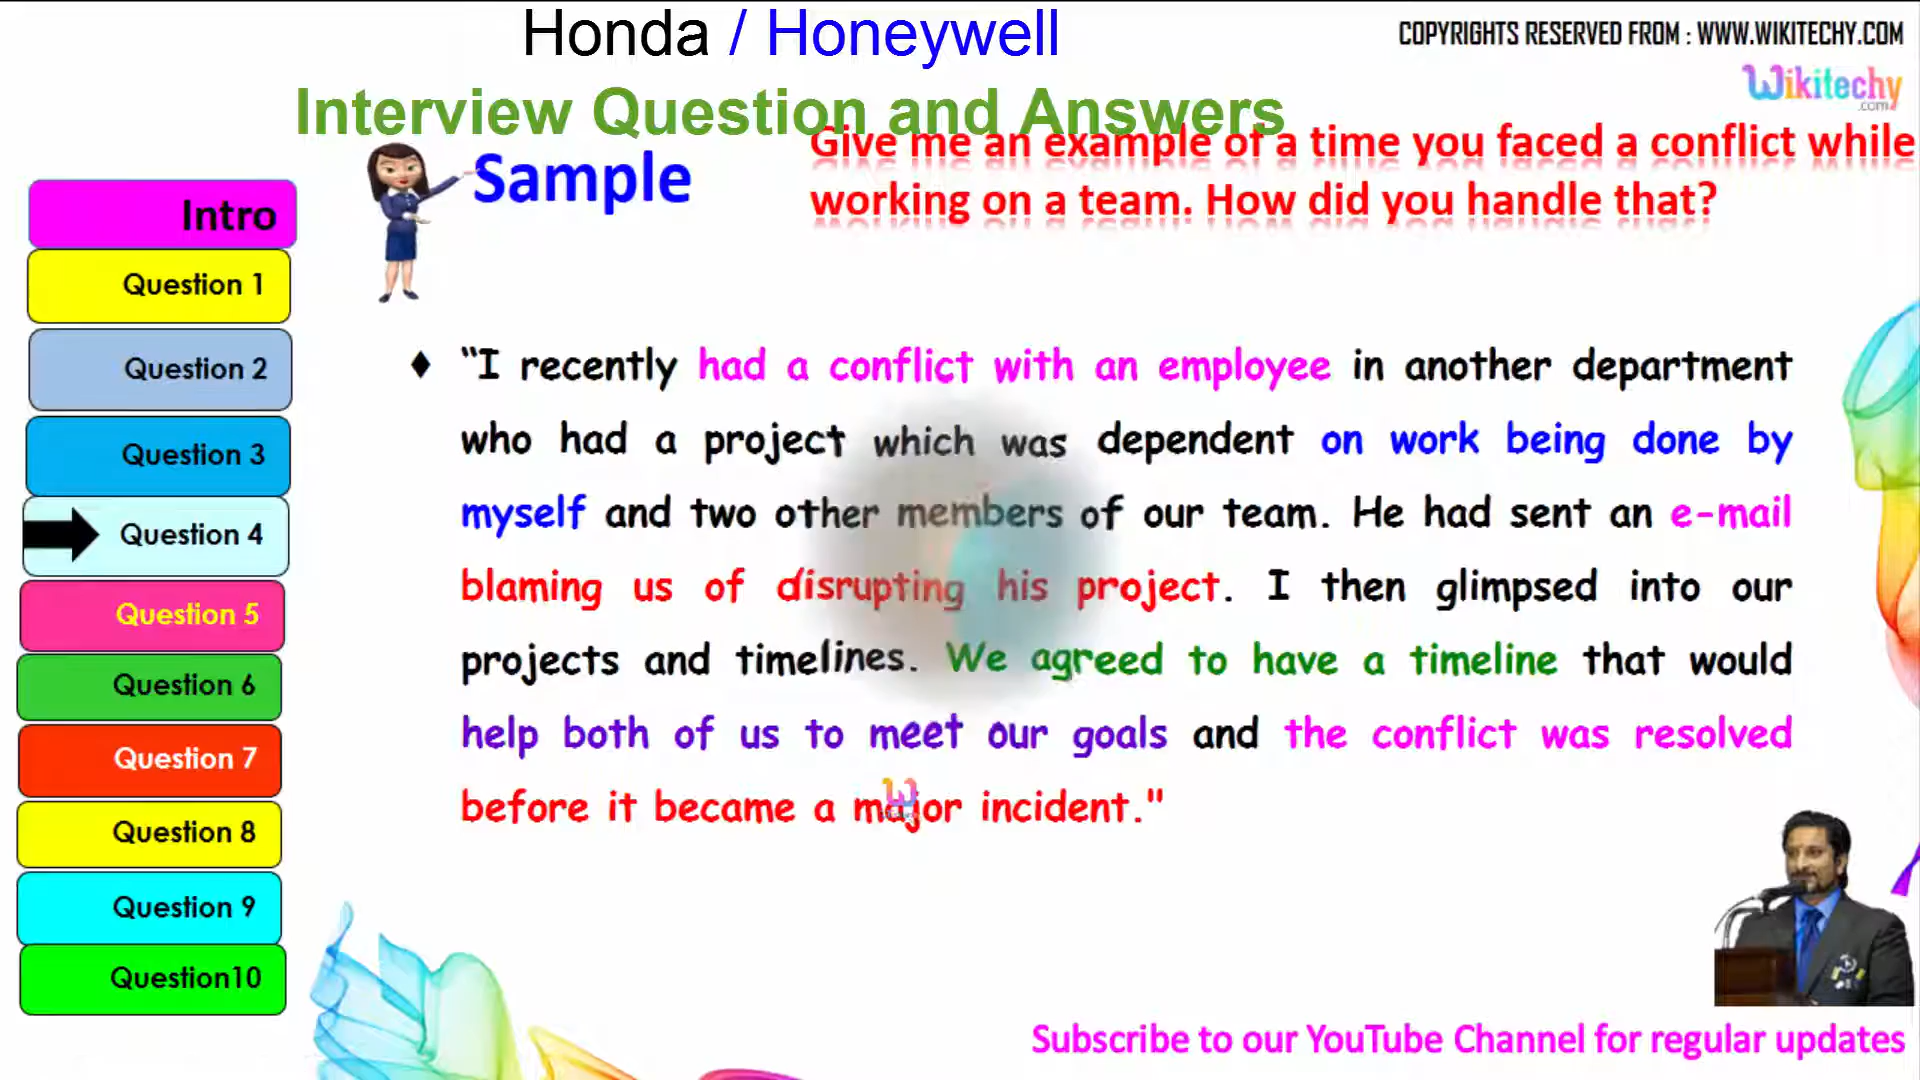 Honda / Honeywell
COPYRIGHTS RESERVED FROM : WWW.WIKITECHY.COM
Wikitechy
.com
Interview Question and Answers
Sample
Give me an example of a time you faced a conflict while
working on a team. How did you handle that?
Intro
Question 1
Question 2
Question 3
Question 4
Question 5
Question 6
Question 7
Question 8
Question 9
Question10
♦ “I recently had a conflict with an employee in another department
who had a project which was dependent on work being done by
myself and two other members of our team. He had sent an e-mail
blaming us of disrupting his project. I then glimpsed into our
projects and timelines. We agreed to have a timeline that would
help both of us to meet our goals and the conflict was resolved
before it became a major incident."
W
Subscribe to our YouTube Channel for regular updates